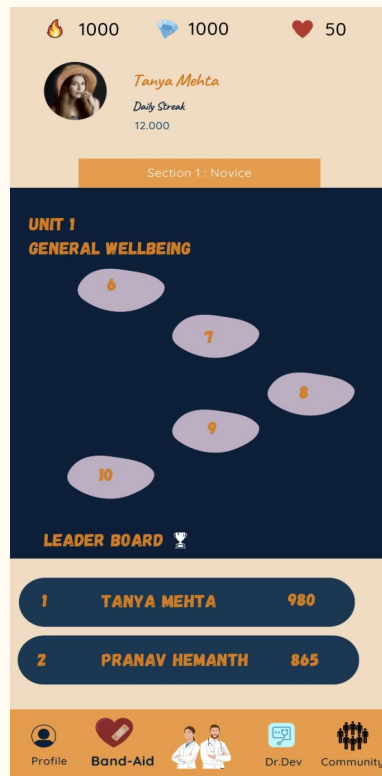 1000 1000 50
Tanya Mehta
Daily Streak
12.000
Section 1 : Novice
UNIT 1
GENERAL WELLBEING
6
7
8
9
10
LEADER BOARD
1 TANYA MEHTA 980
2 PRANAV HEMANTH 865
Profile Band-Aid Dr.Dev Community